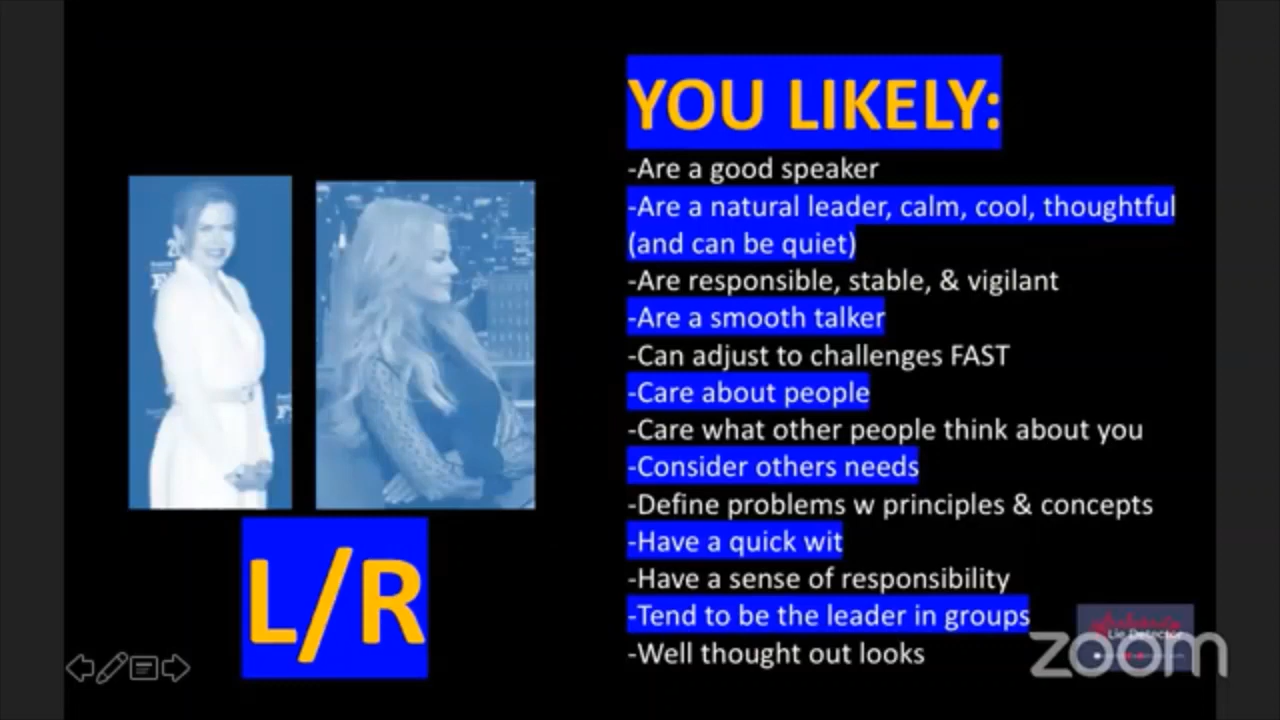 YOU LIKELY:
-Are a good speaker
-Are a natural leader, calm, cool, thoughtful
(and can be quiet)
-Are responsible, stable, & vigilant
-Are a smooth talker
-Can adjust to challenges FAST
-Care about people
-Care what other people think about you
-Consider others needs
-Define problems w principles & concepts
-Have a quick wit
-Have a sense of responsibility
-Tend to be the leader in groups
-Well thought out looks
L/R
Lie Detector
zoom